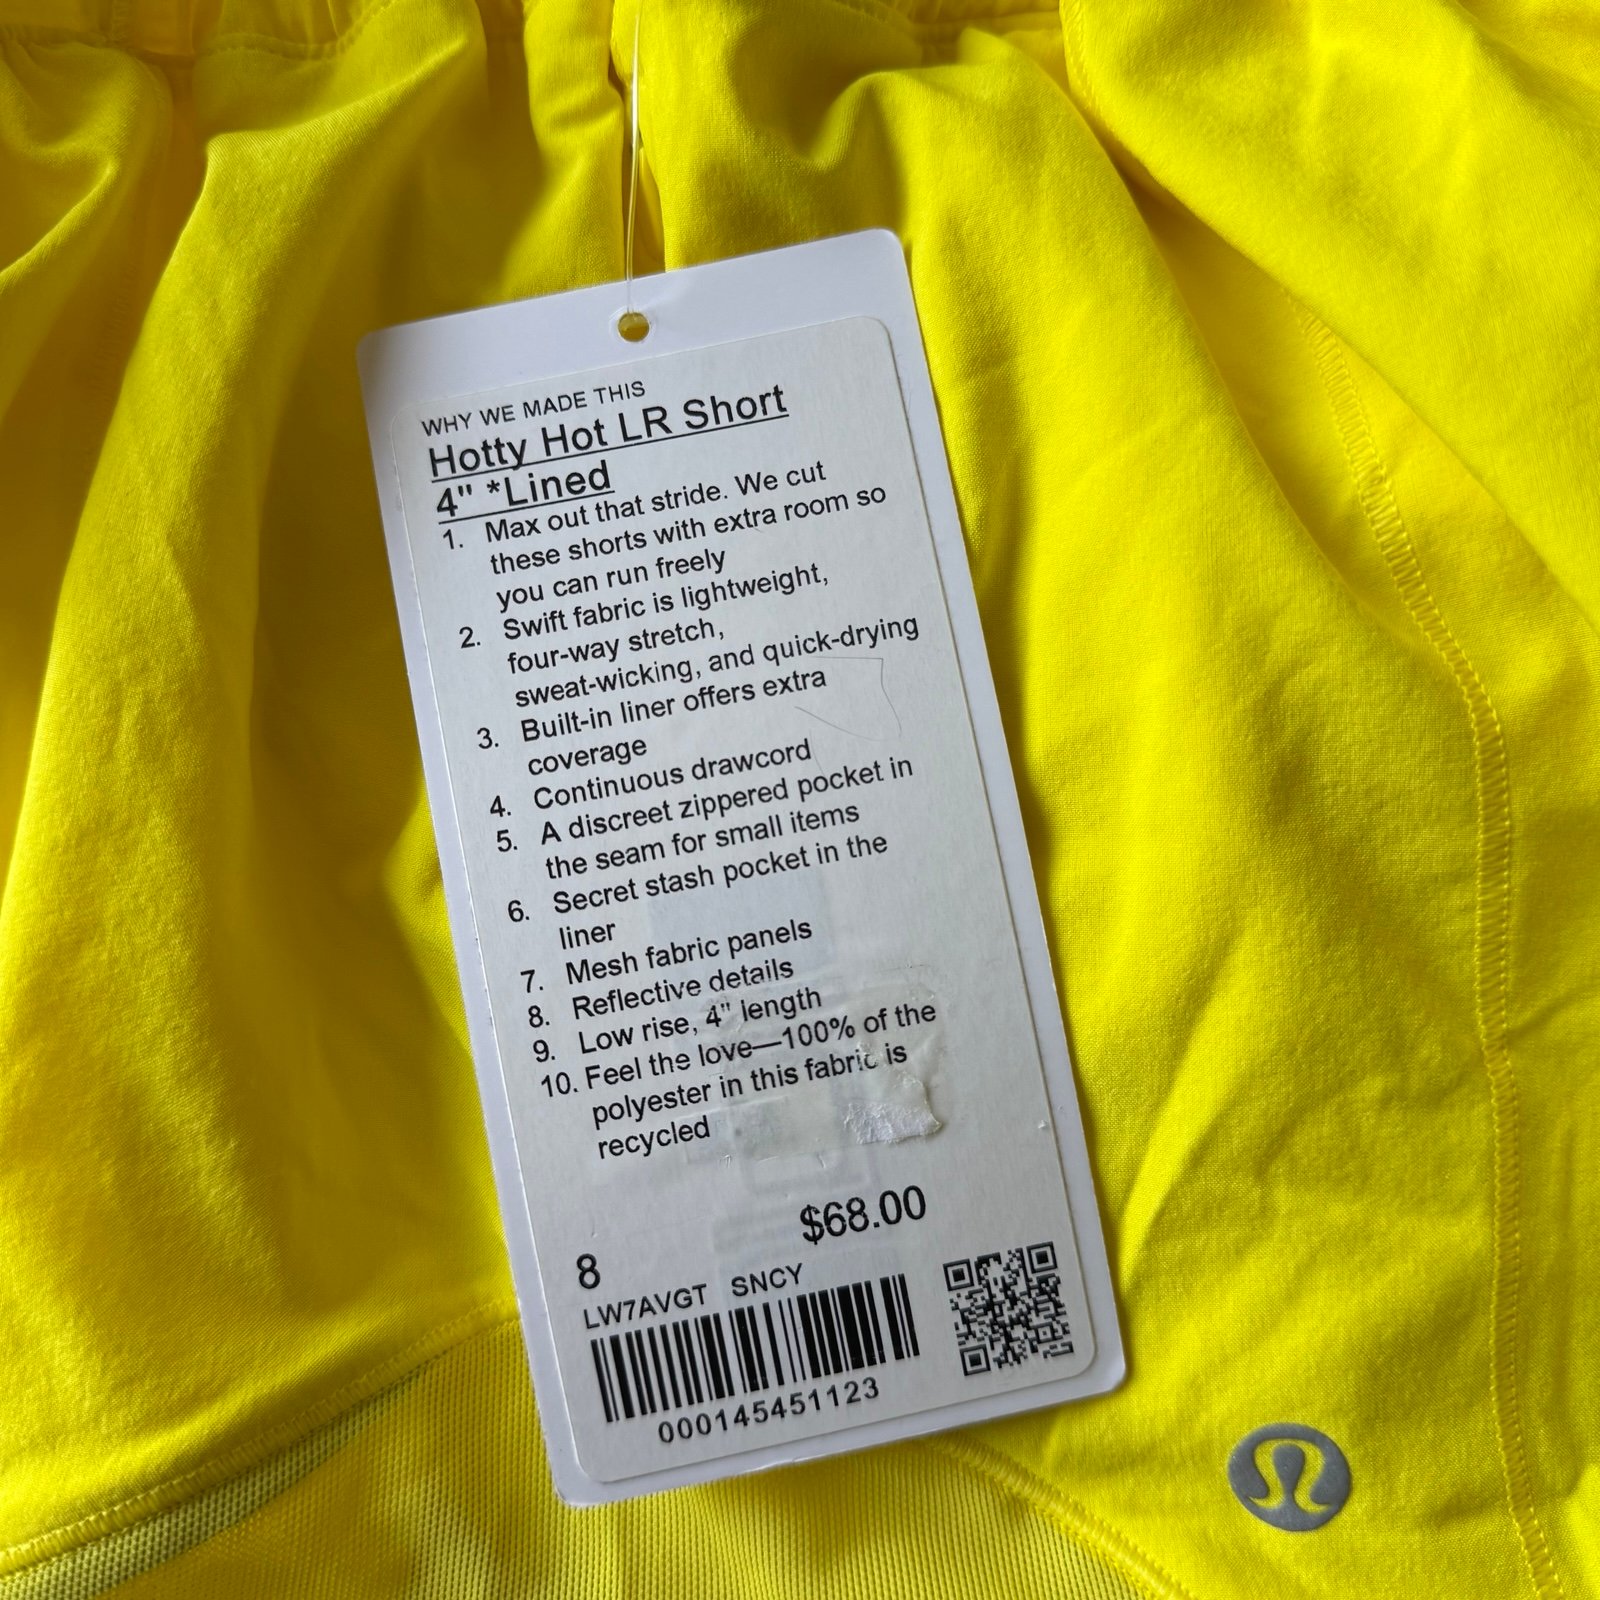 WHY WE MADE THIS
Hotty Hot LR Short
4" *Lined
1. Max out that stride. We cut
these shorts with extra room so
you can run freely
2. Swift fabric is lightweight,
four-way stretch,
sweat-wicking, and quick-drying
3. Built-in liner offers extra
coverage
4. Continuous drawcord
5. A discreet zippered pocket in
the seam for small items
6. Secret stash pocket in the
liner
7. Mesh fabric panels
8. Reflective details
9. Low rise, 4" length
10. Feel the love—100% of the
polyester in this fabric is
recycled
$68.00
8
LW7AVGT SNCY
000145451123